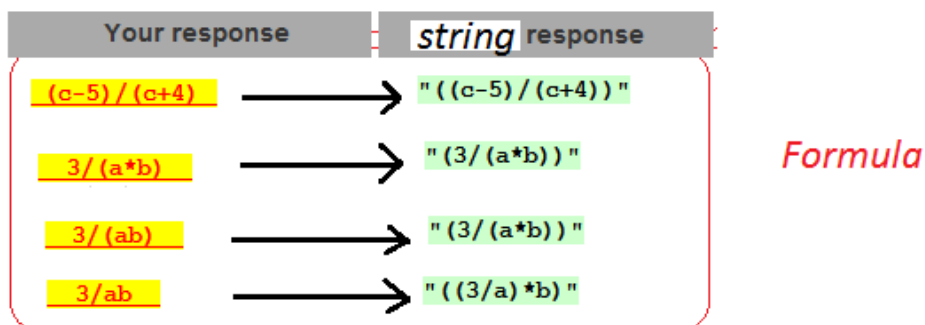 Your response string response
(c-5)/(c+4) "((c-5)/(c+4))"
3/(a*b) "(3/(a*b))"
Formula
3/(ab) "(3/(a*b))"
3/ab "((3/a)*b)"